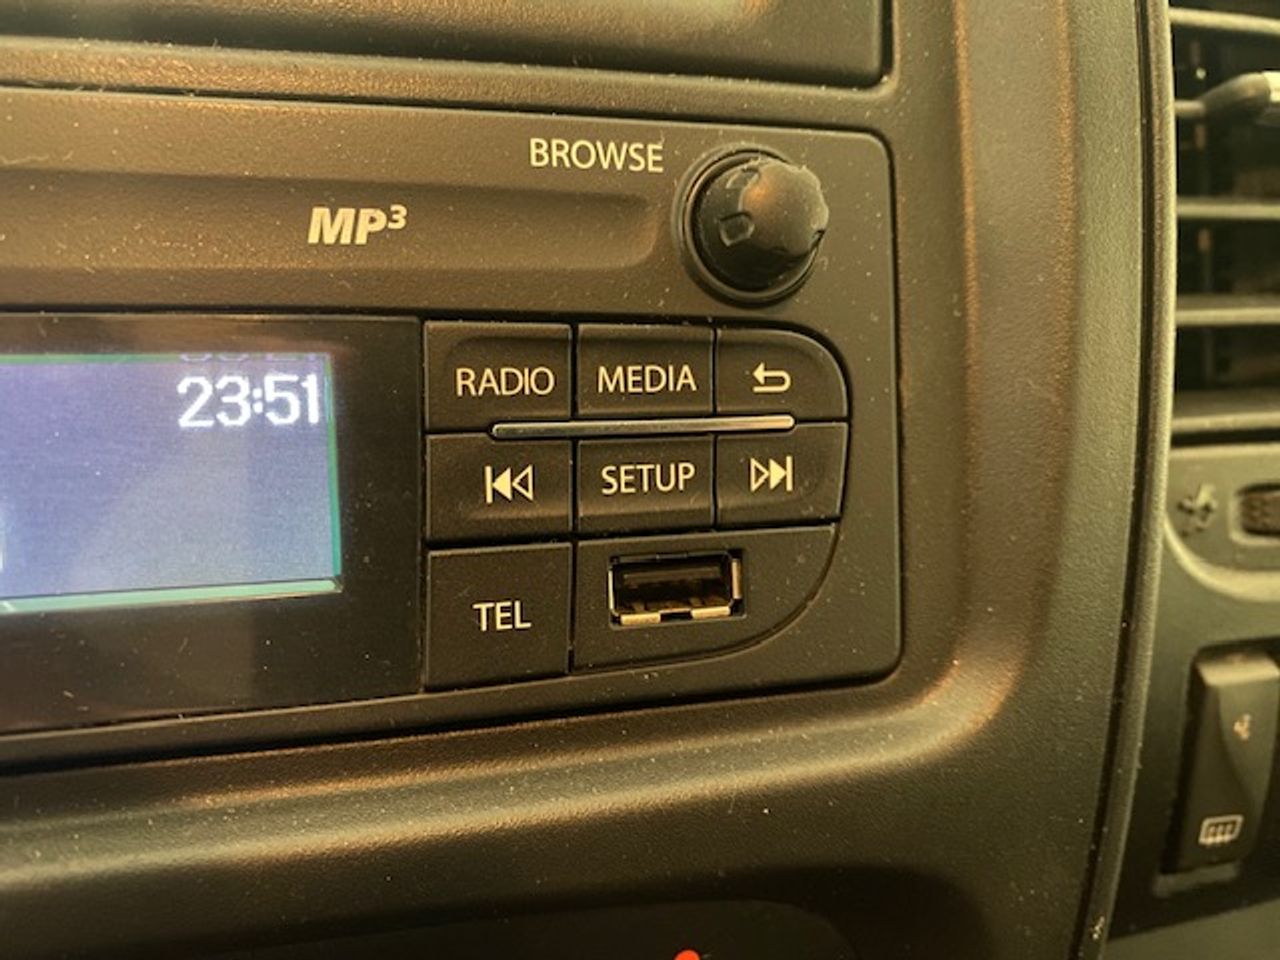 BROWSE
MP3
23:51
RADIO MEDIA
SETUP
TEL